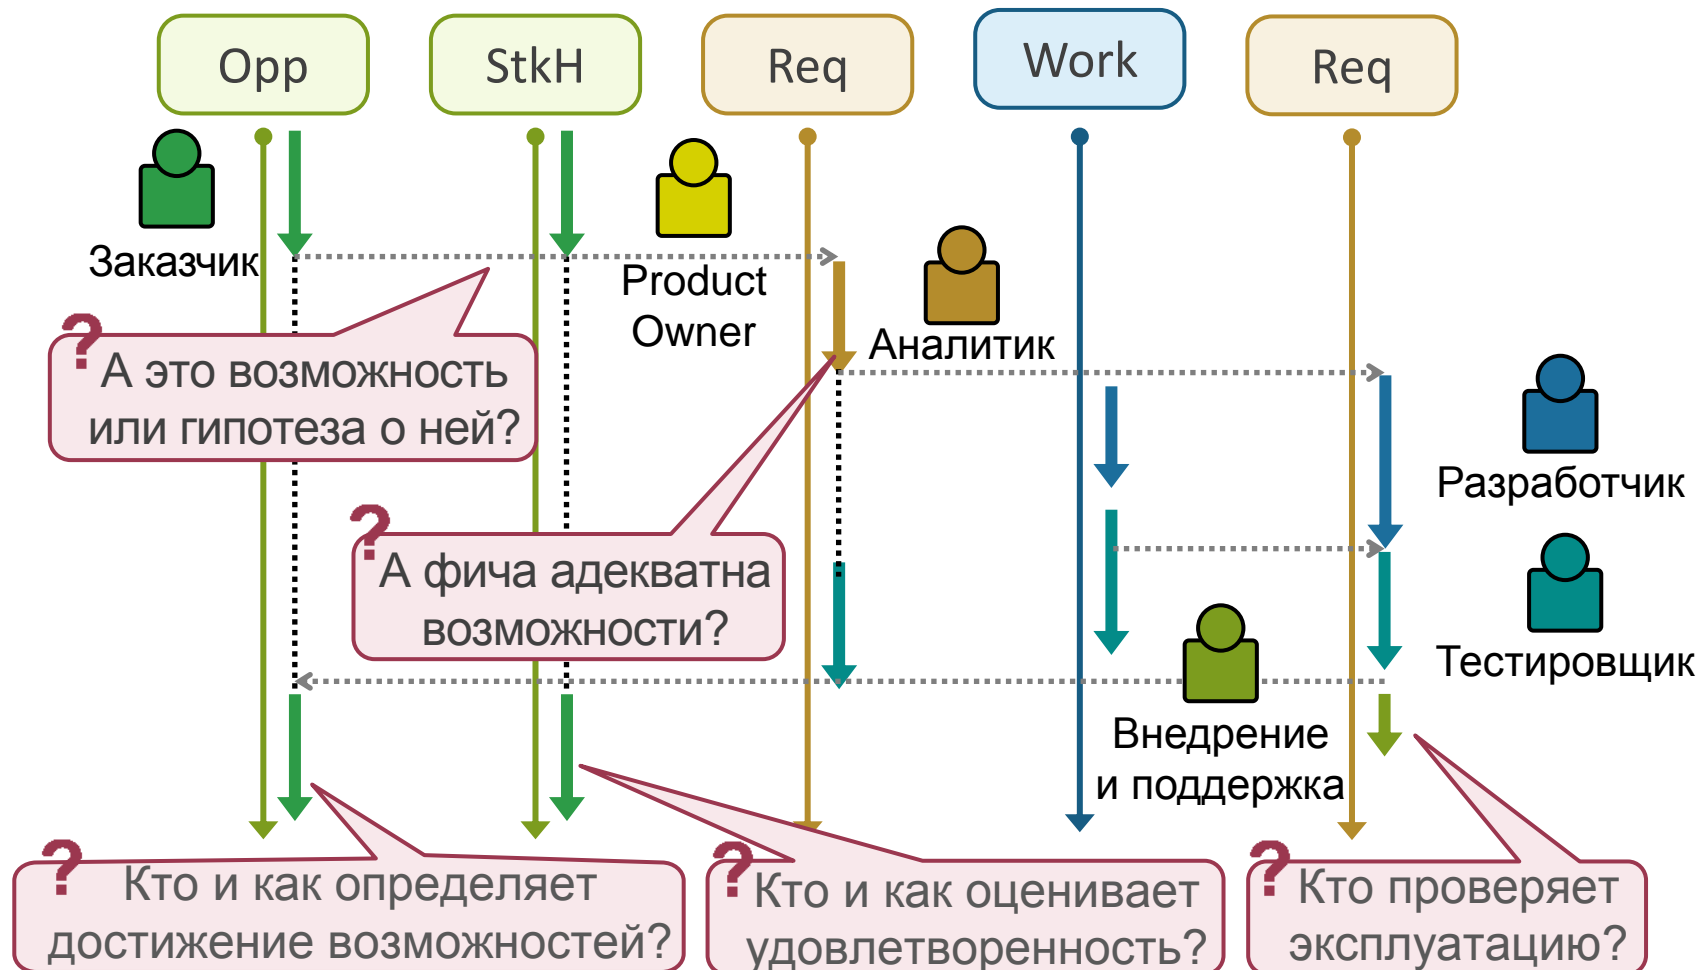 Opp
StkH
Req
Work
Req
Заказчик
Product
Owner
Аналитик
?
А это возможность
или гипотеза о ней?
Разработчик
?
А фича адекватна
возможности?
Тестировщик
Внедрение
и поддержка
?
Кто и как определяет
достижение возможностей?
?
Кто и как оценивает
удовлетворенность?
?
Кто проверяет
эксплуатацию?